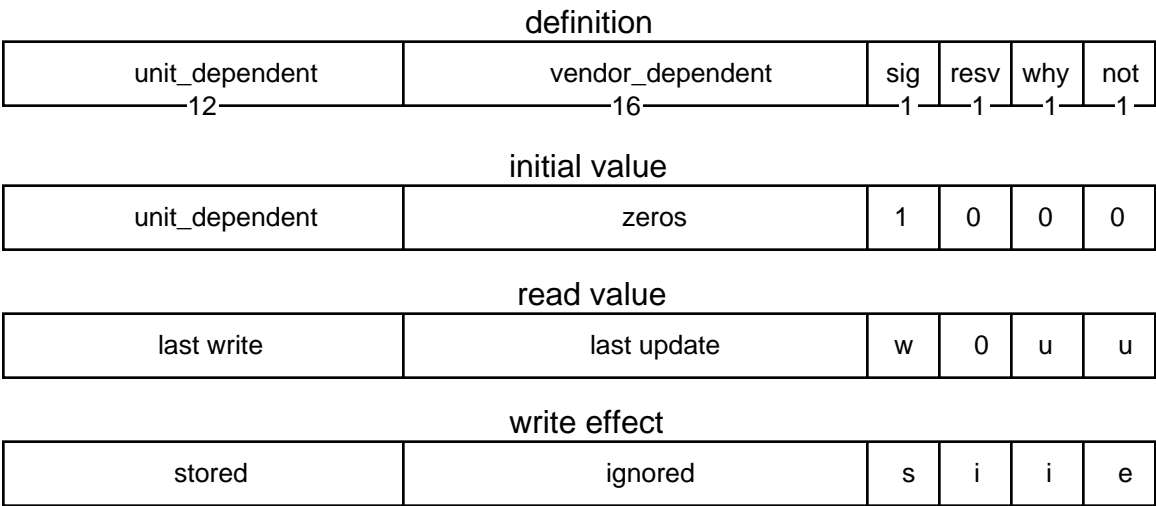 definition
unit_dependent vendor_dependent sig resv why not
12 16 1 1 1 1
initial value
unit_dependent zeros 1 0 0 0
read value
last write last update w 0 u u
write effect
stored ignored s i i e